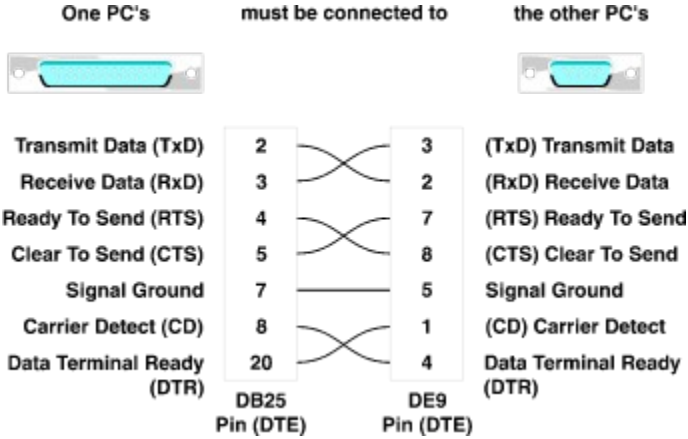 One PC's must be connected to the other PC's
Transmit Data (TxD) 2 3 (TxD) Transmit Data
Receive Data (RxD) 3 2 (RxD) Receive Data
Ready To Send (RTS) 4 7 (RTS) Ready To Send
Clear To Send (CTS) 5 8 (CTS) Clear To Send
Signal Ground 7 5 Signal Ground
Carrier Detect (CD) 8 1 (CD) Carrier Detect
Data Terminal Ready 20 4 Data Terminal Ready
(DTR) (DTR)
DB25 DE9
Pin (DTE) Pin (DTE)